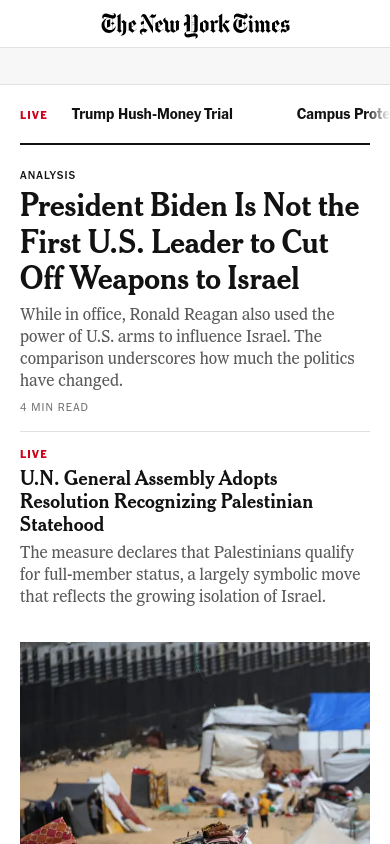 The New York Times
LIVE Trump Hush-Money Trial Campus Prote
ANALYSIS
President Biden Is Not the
First U.S. Leader to Cut
Off Weapons to Israel
While in office, Ronald Reagan also used the
power of U.S. arms to influence Israel. The
comparison underscores how much the politics
have changed.
4 MIN READ
LIVE
U.N. General Assembly Adopts
Resolution Recognizing Palestinian
Statehood
The measure declares that Palestinians qualify
for full-member status, a largely symbolic move
that reflects the growing isolation of Israel.